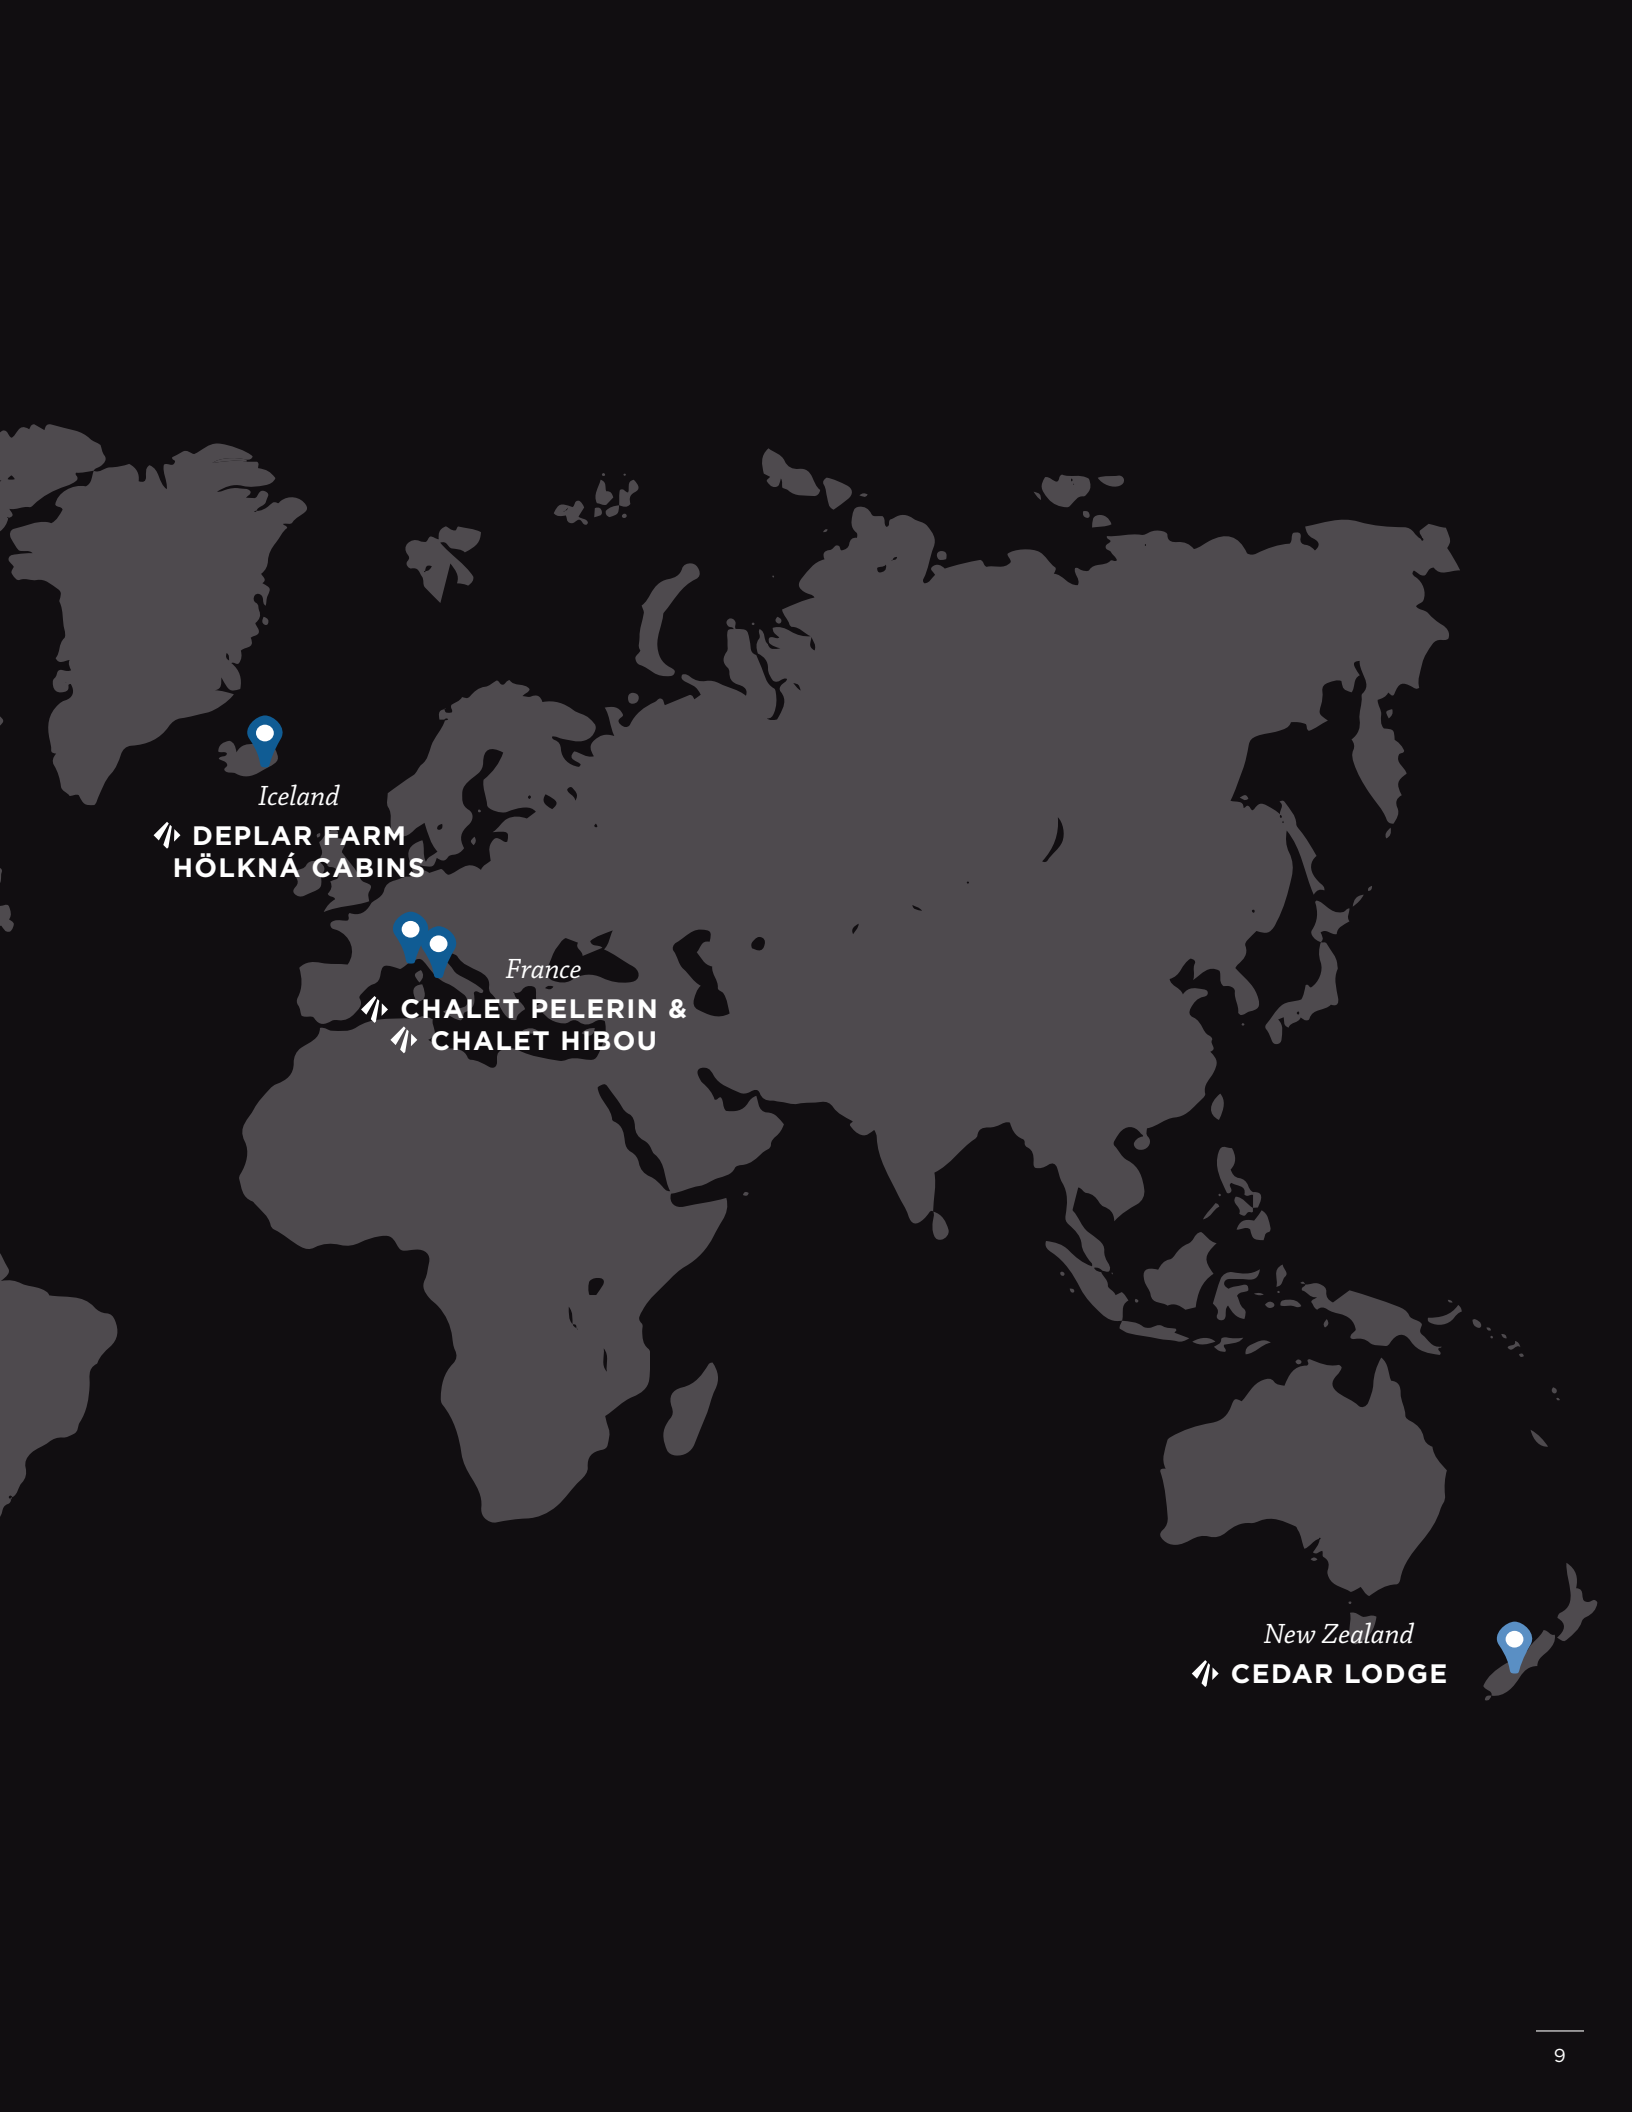 Iceland
DEPLAR FARM
HÖLKNÁ CABINS
France
CHALET PELERIN &
CHALET HIBOU
New Zealand
CEDAR LODGE
9